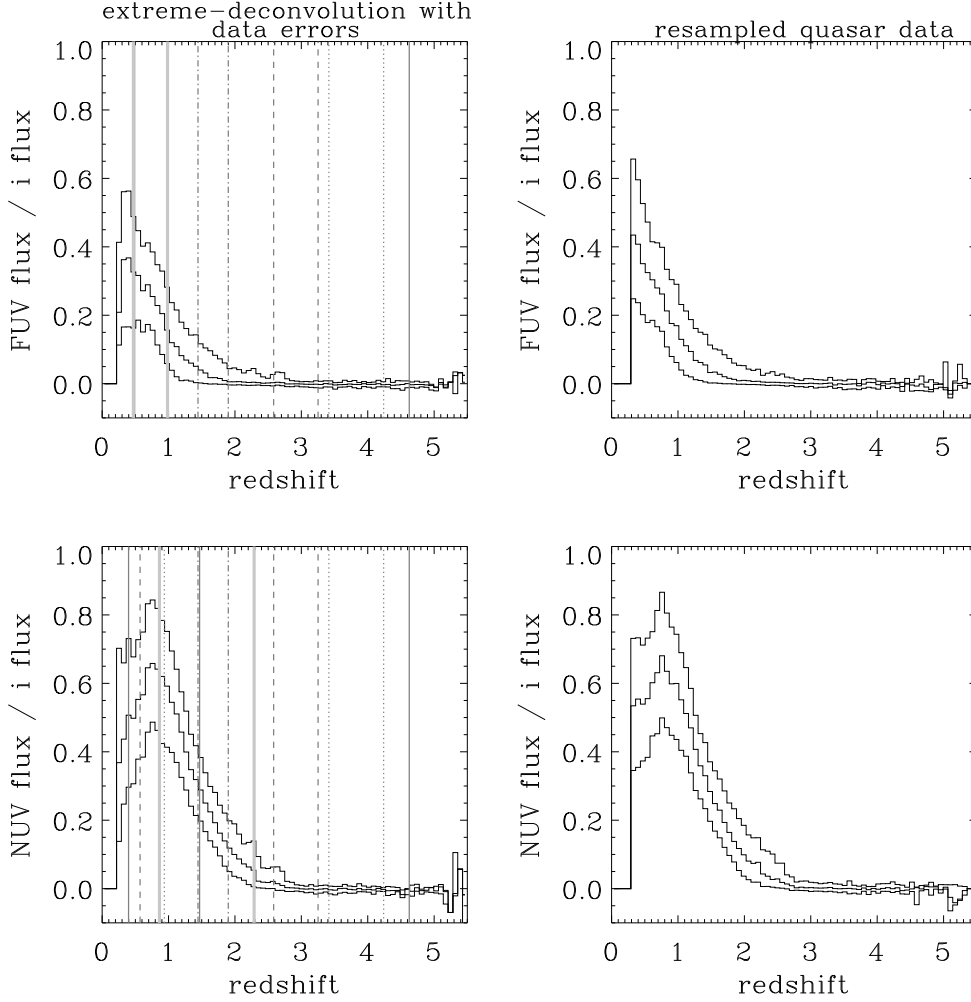 extreme-deconvolution with
data errors
resampled quasar data
1.0
0.8
0.6
0.4
0.2
0.0
FUV flux / i flux
0 1 2 3 4 5
redshift
1.0
0.8
0.6
0.4
0.2
0.0
FUV flux / i flux
0 1 2 3 4 5
redshift
1.0
0.8
0.6
0.4
0.2
0.0
NUV flux / i flux
0 1 2 3 4 5
redshift
1.0
0.8
0.6
0.4
0.2
0.0
NUV flux / i flux
0 1 2 3 4 5
redshift